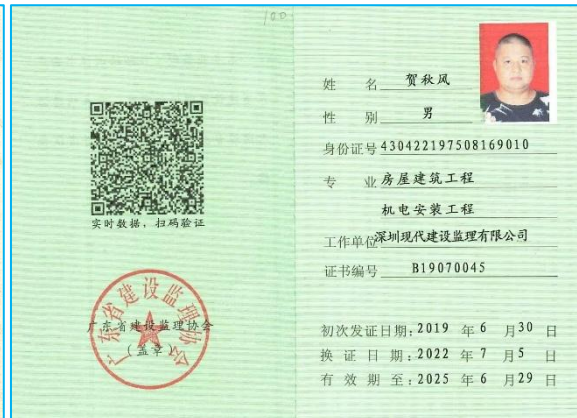 100
实时数据，扫码验证
广东省建设监理协会
广东省建设监理协会
（盖章）
姓 名 贺秋风
性 别 男
身份证号 430422197508169010
专 业 房屋建筑工程
机电安装工程
工作单位 深圳现代建设监理有限公司
证书编号 B19070045
初次发证日期：2019 年 6 月 30 日
换 证 日 期：2022 年 7 月 5 日
有 效 期 至：2025 年 6 月 29 日